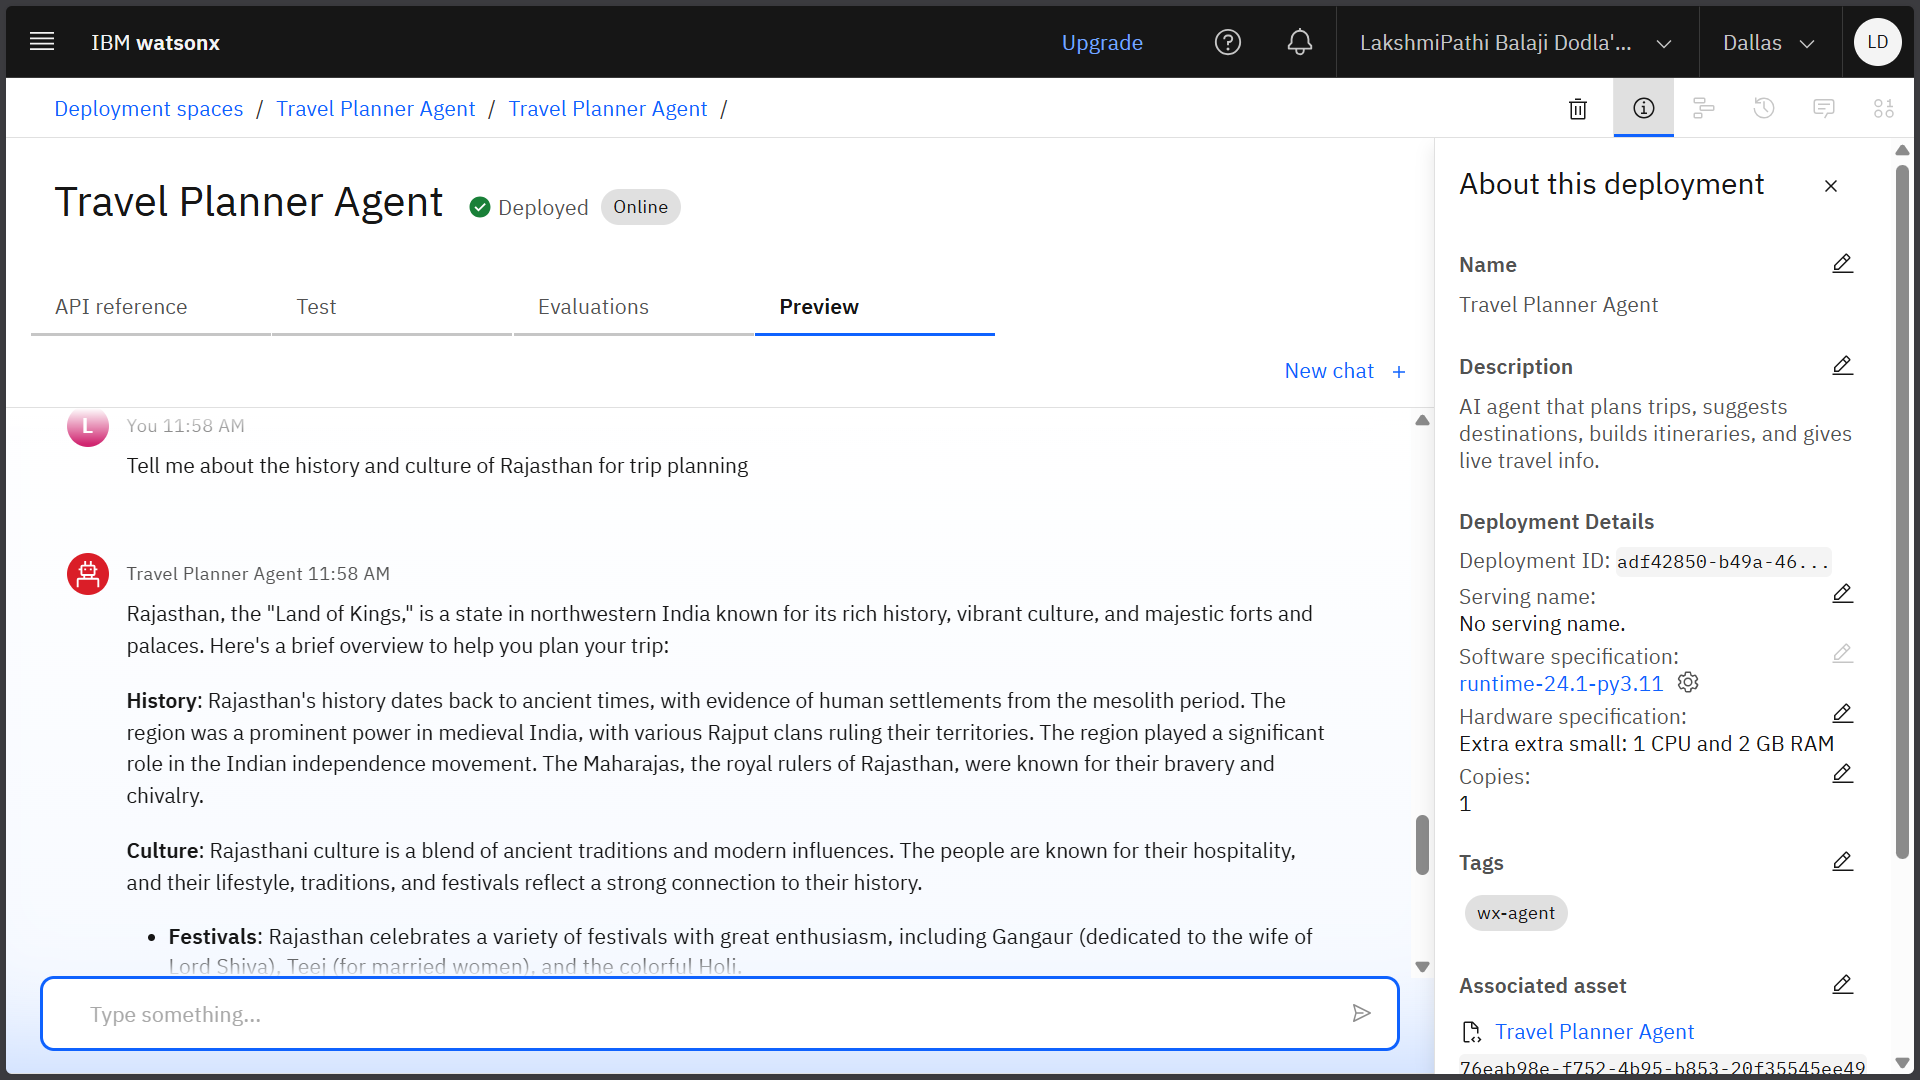 IBM watsonx
Upgrade
LakshmiPathi Balaji Dodla'...
Dallas
LD
Deployment spaces / Travel Planner Agent / Travel Planner Agent /
Travel Planner Agent
Deployed
Online
API reference
Test
Evaluations
Preview
New chat +
L
You 11:58 AM
Tell me about the history and culture of Rajasthan for trip planning
Travel Planner Agent 11:58 AM
Rajasthan, the "Land of Kings," is a state in northwestern India known for its rich history, vibrant culture, and majestic forts and
palaces. Here's a brief overview to help you plan your trip:
History: Rajasthan's history dates back to ancient times, with evidence of human settlements from the mesolith period. The
region was a prominent power in medieval India, with various Rajput clans ruling their territories. The region played a significant
role in the Indian independence movement. The Maharajas, the royal rulers of Rajasthan, were known for their bravery and
chivalry.
Culture: Rajasthani culture is a blend of ancient traditions and modern influences. The people are known for their hospitality,
and their lifestyle, traditions, and festivals reflect a strong connection to their history.
• Festivals: Rajasthan celebrates a variety of festivals with great enthusiasm, including Gangaur (dedicated to the wife of
Lord Shiva), Teej (for married women), and the colorful Holi.
Type something...
About this deployment
Name
Travel Planner Agent
Description
AI agent that plans trips, suggests
destinations, builds itineraries, and gives
live travel info.
Deployment Details
Deployment ID: adf42850-b49a-46...
Serving name:
No serving name.
Software specification:
runtime-24.1-py3.11
Hardware specification:
Extra extra small: 1 CPU and 2 GB RAM
Copies:
1
Tags
wx-agent
Associated asset
Travel Planner Agent
76eab98e-f752-4b95-b853-20f35545ee49